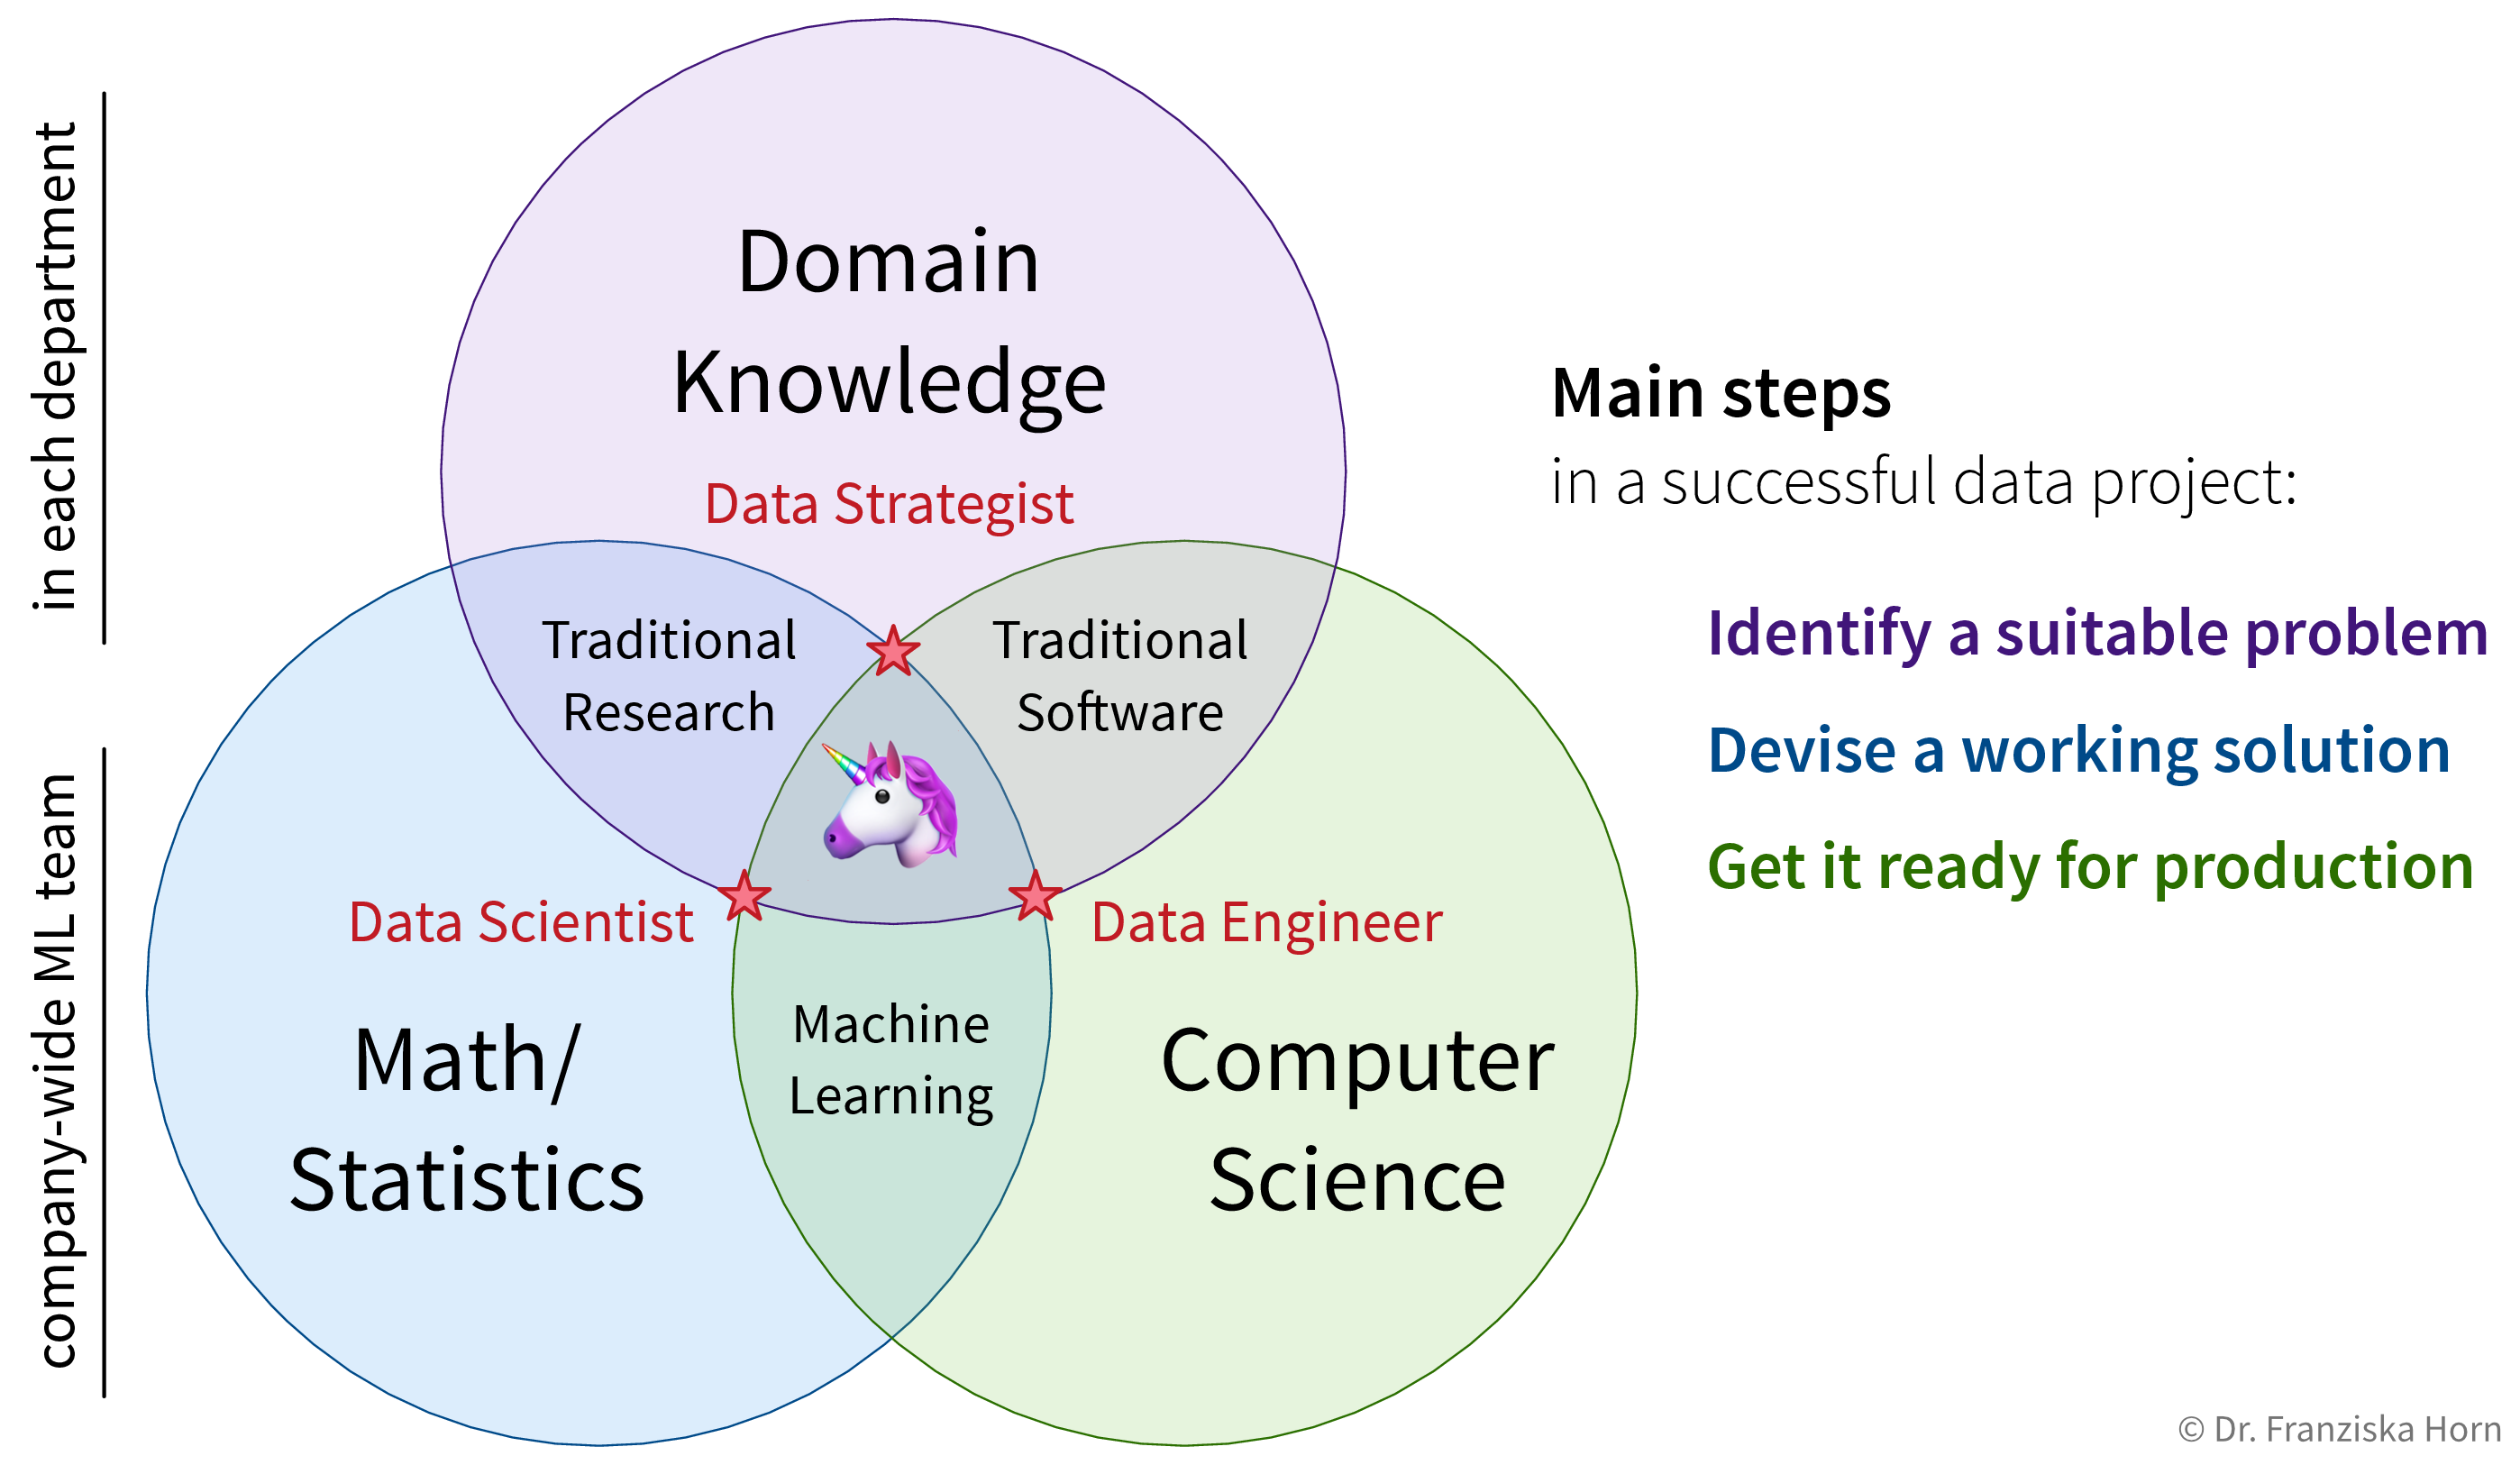 in each department
company-wide ML team
Domain
Knowledge
Data Strategist
Traditional
Research
Traditional
Software
Data Scientist
Data Engineer
Machine
Learning
Math/
Statistics
Computer
Science
Main steps
in a successful data project:
Identify a suitable problem
Devise a working solution
Get it ready for production
© Dr. Franziska Horn